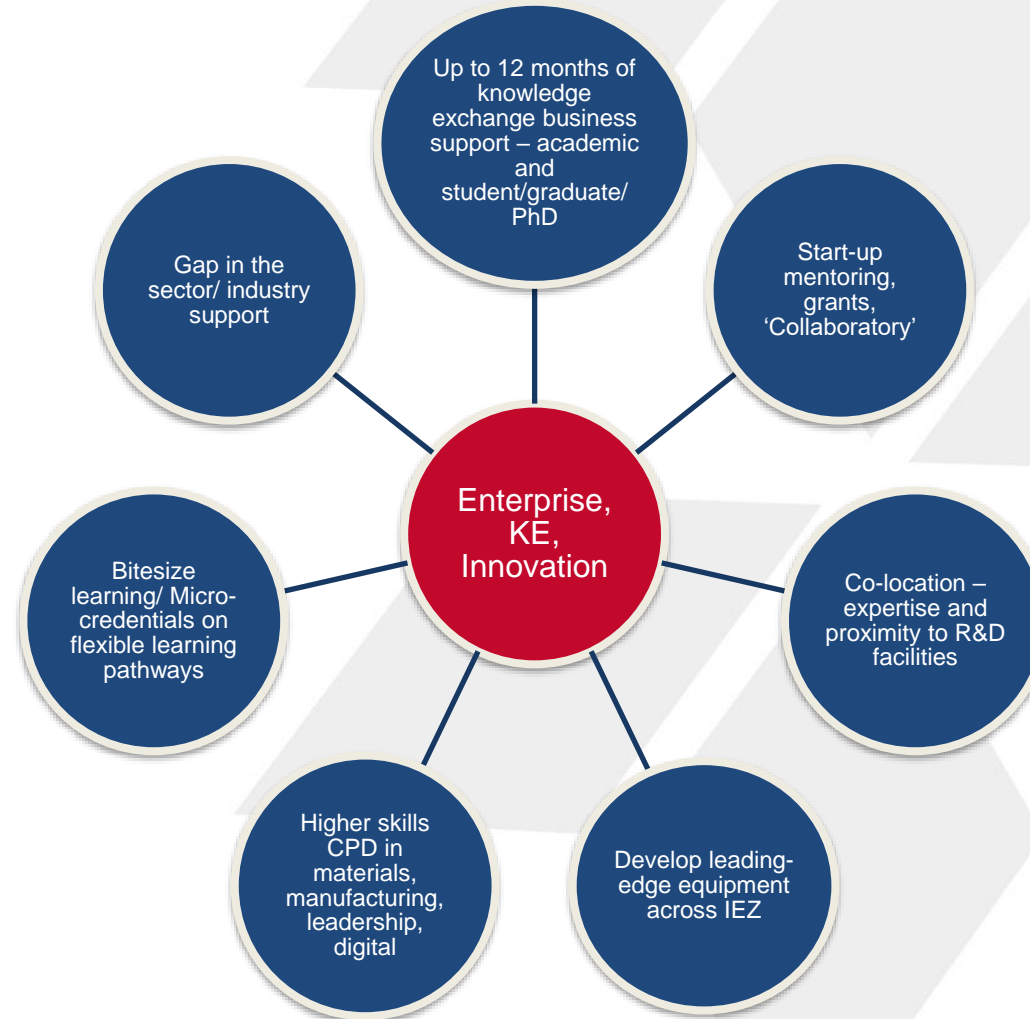 Up to 12 months of
knowledge
exchange business
support – academic
and
student/graduate/
PhD
Start-up
mentoring,
grants,
‘Collaboratory’
Co-location –
expertise and
proximity to R&D
facilities
Develop leading-
edge equipment
across IEZ
Higher skills
CPD in
materials,
manufacturing,
leadership,
digital
Bitesize
learning/ Micro-
credentials on
flexible learning
pathways
Gap in the
sector/ industry
support
Enterprise,
KE,
Innovation